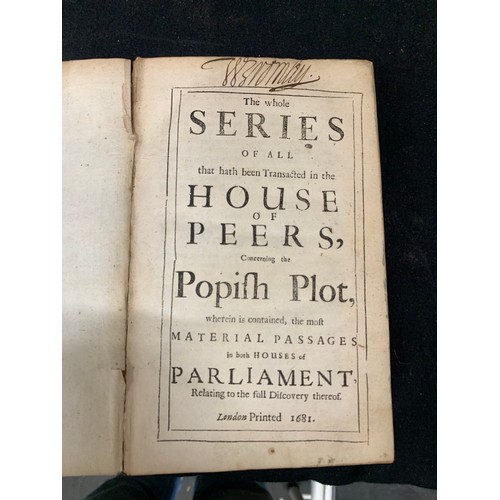 The whole
SERIES
OF ALL
that hath been Transacted in the
HOUSE
OF
PEERS,
Concerning the
Popiſh Plot,
wherein is contained, the moſt
MATERIAL PASSAGES
in both HOUSES of
PARLIAMENT,
Relating to the full Diſcovery thereof.
London Printed 1681.